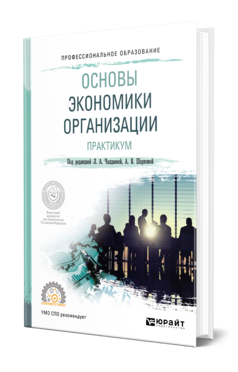 ПРОФЕССИОНАЛЬНОЕ ОБРАЗОВАНИЕ
ОСНОВЫ
ЭКОНОМИКИ
ОРГАНИЗАЦИИ
ПРАКТИКУМ
Под редакцией Л. А. Чалдаевой, А. В. Шарковой
УМО СПО рекомендует
юрайт